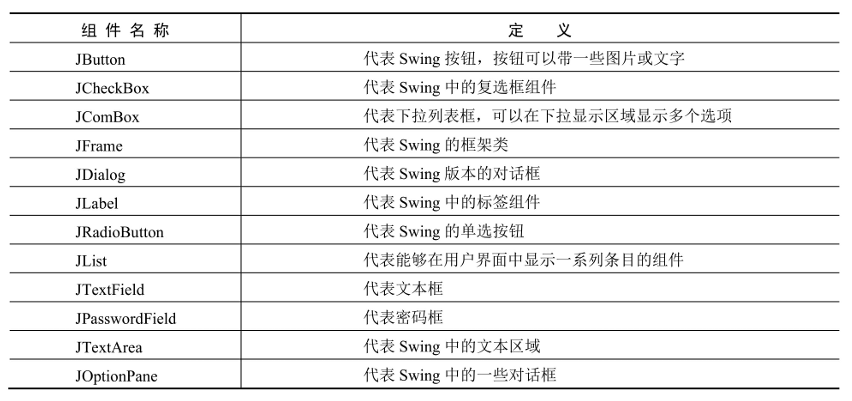 组 件 名 称 定 义
JButton 代表 Swing 按钮，按钮可以带一些图片或文字
JCheckBox 代表 Swing 中的复选框组件
JComBox 代表下拉列表框，可以在下拉显示区域显示多个选项
JFrame 代表 Swing 的框架类
JDialog 代表 Swing 版本的对话框
JLabel 代表 Swing 中的标签组件
JRadioButton 代表 Swing 的单选按钮
JList 代表能够在用户界面中显示一系列条目的组件
JTextField 代表文本框
JPasswordField 代表密码框
JTextArea 代表 Swing 中的文本区域
JOptionPane 代表 Swing 中的一些对话框